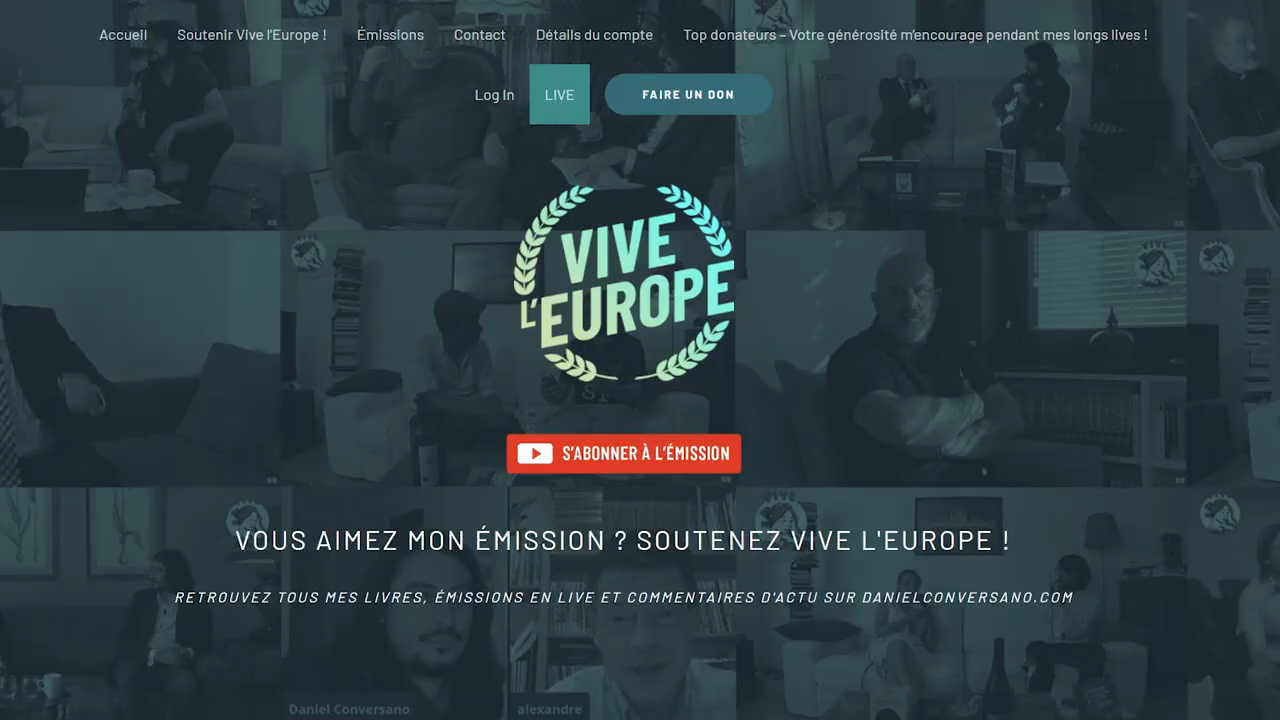 Accueil Soutenir Vive l'Europe ! Émissions Contact Détails du compte Top donateurs – Votre générosité m'encourage pendant mes longs lives !
Log In LIVE FAIRE UN DON
VIVE
L'EUROPE
S'ABONNER À L'ÉMISSION
VOUS AIMEZ MON ÉMISSION ? SOUTENEZ VIVE L'EUROPE !
RETROUVEZ TOUS MES LIVRES, ÉMISSIONS EN LIVE ET COMMENTAIRES D'ACTU SUR DANIELCONVERSANO.COM
Daniel Conversano alexandre